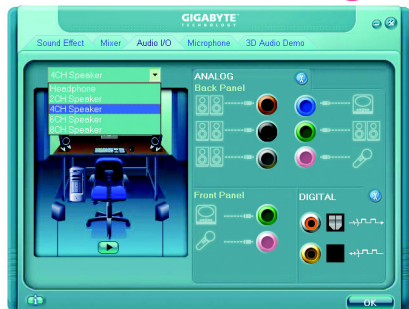 GIGABYTE
TECHNOLOGY
Sound Effect Mixer Audio I/O Microphone 3D Audio Demo
4CH Speaker
Headphone
2CH Speaker
4CH Speaker
6CH Speaker
8CH Speaker
ANALOG
Back Panel
Front Panel
DIGITAL
OK